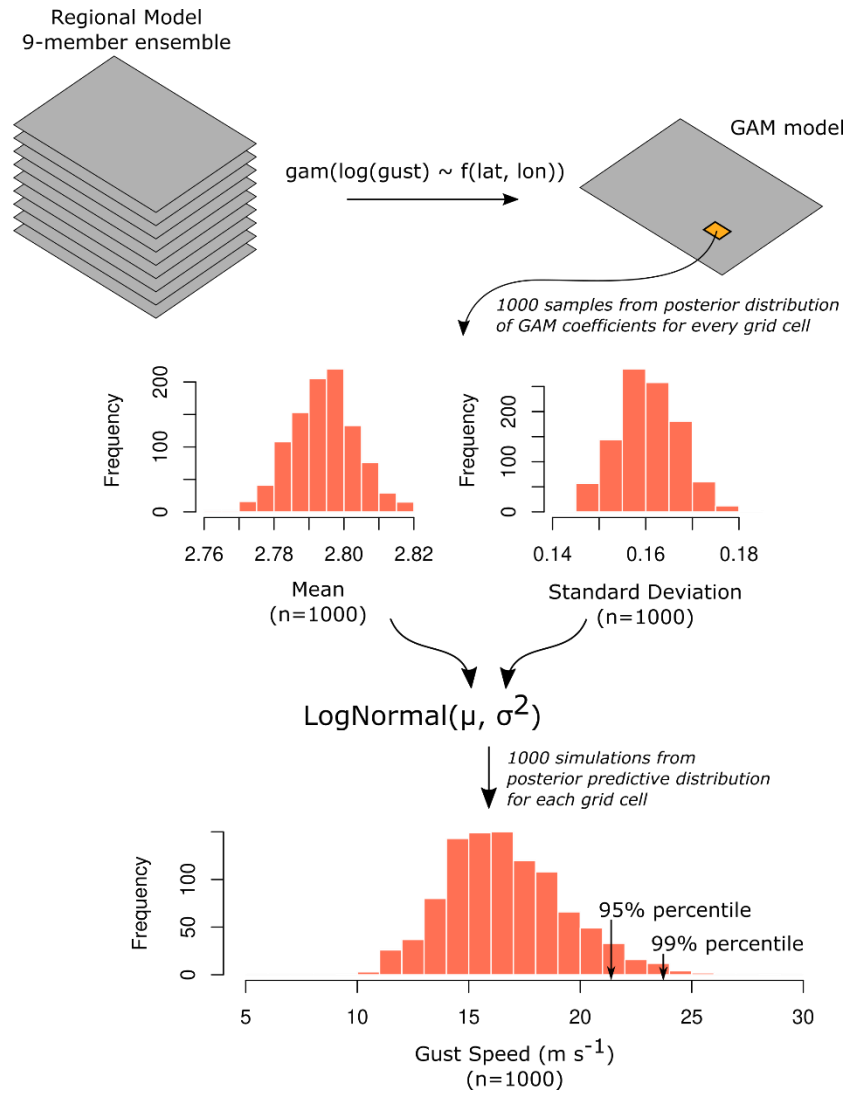 Regional Model
9-member ensemble
GAM model
gam(log(gust) ~ f(lat, lon))
1000 samples from posterior distribution
of GAM coefficients for every grid cell
Frequency
0
100
200
2.76
2.78
2.80
2.82
Mean
(n=1000)
Frequency
0
100
200
0.14
0.16
0.18
Standard Deviation
(n=1000)
LogNormal(μ, σ²)
1000 simulations from
posterior predictive distribution
for each grid cell
Frequency
0
50
100
95% percentile
99% percentile
5
10
15
20
25
30
Gust Speed (m s⁻¹)
(n=1000)